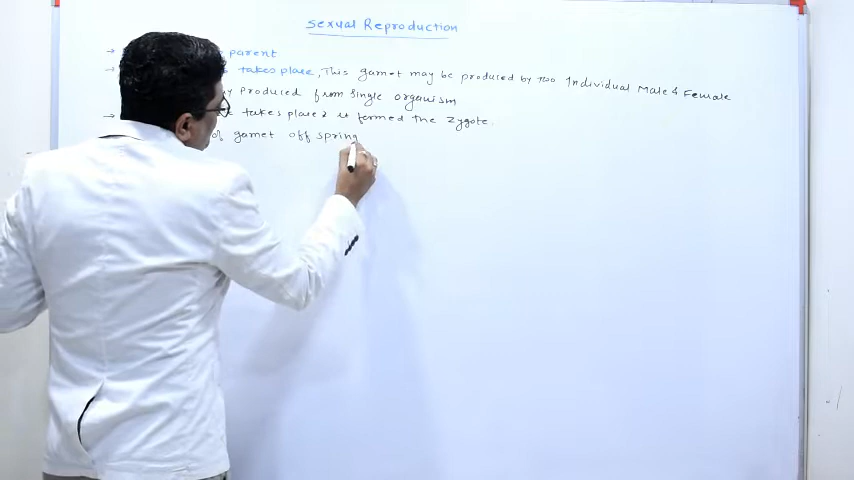 Sexual Reproduction
→ parent
→ takes place, This gamet may be produced by two Individual Male & Female
produced from single organism
→ takes place & is formed the zygote.
of gamet off spring